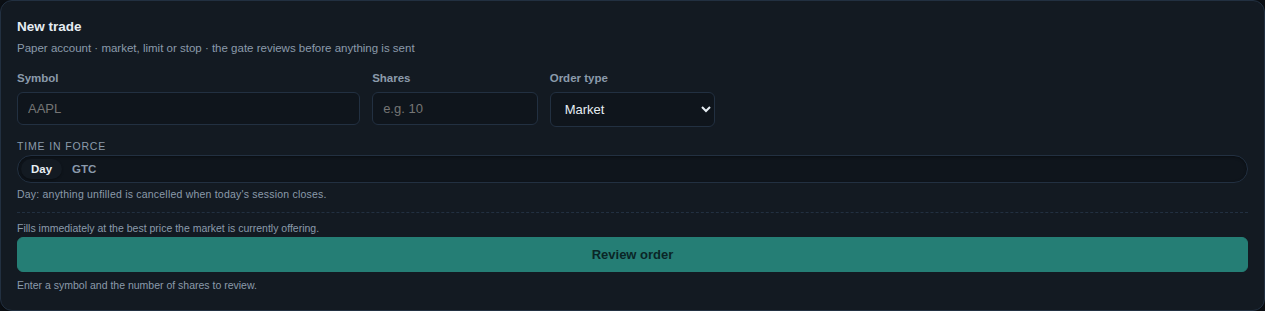 New trade
Paper account · market, limit or stop · the gate reviews before anything is sent
Symbol Shares Order type
AAPL e.g. 10 Market
TIME IN FORCE
Day GTC
Day: anything unfilled is cancelled when today's session closes.
Fills immediately at the best price the market is currently offering.
Review order
Enter a symbol and the number of shares to review.